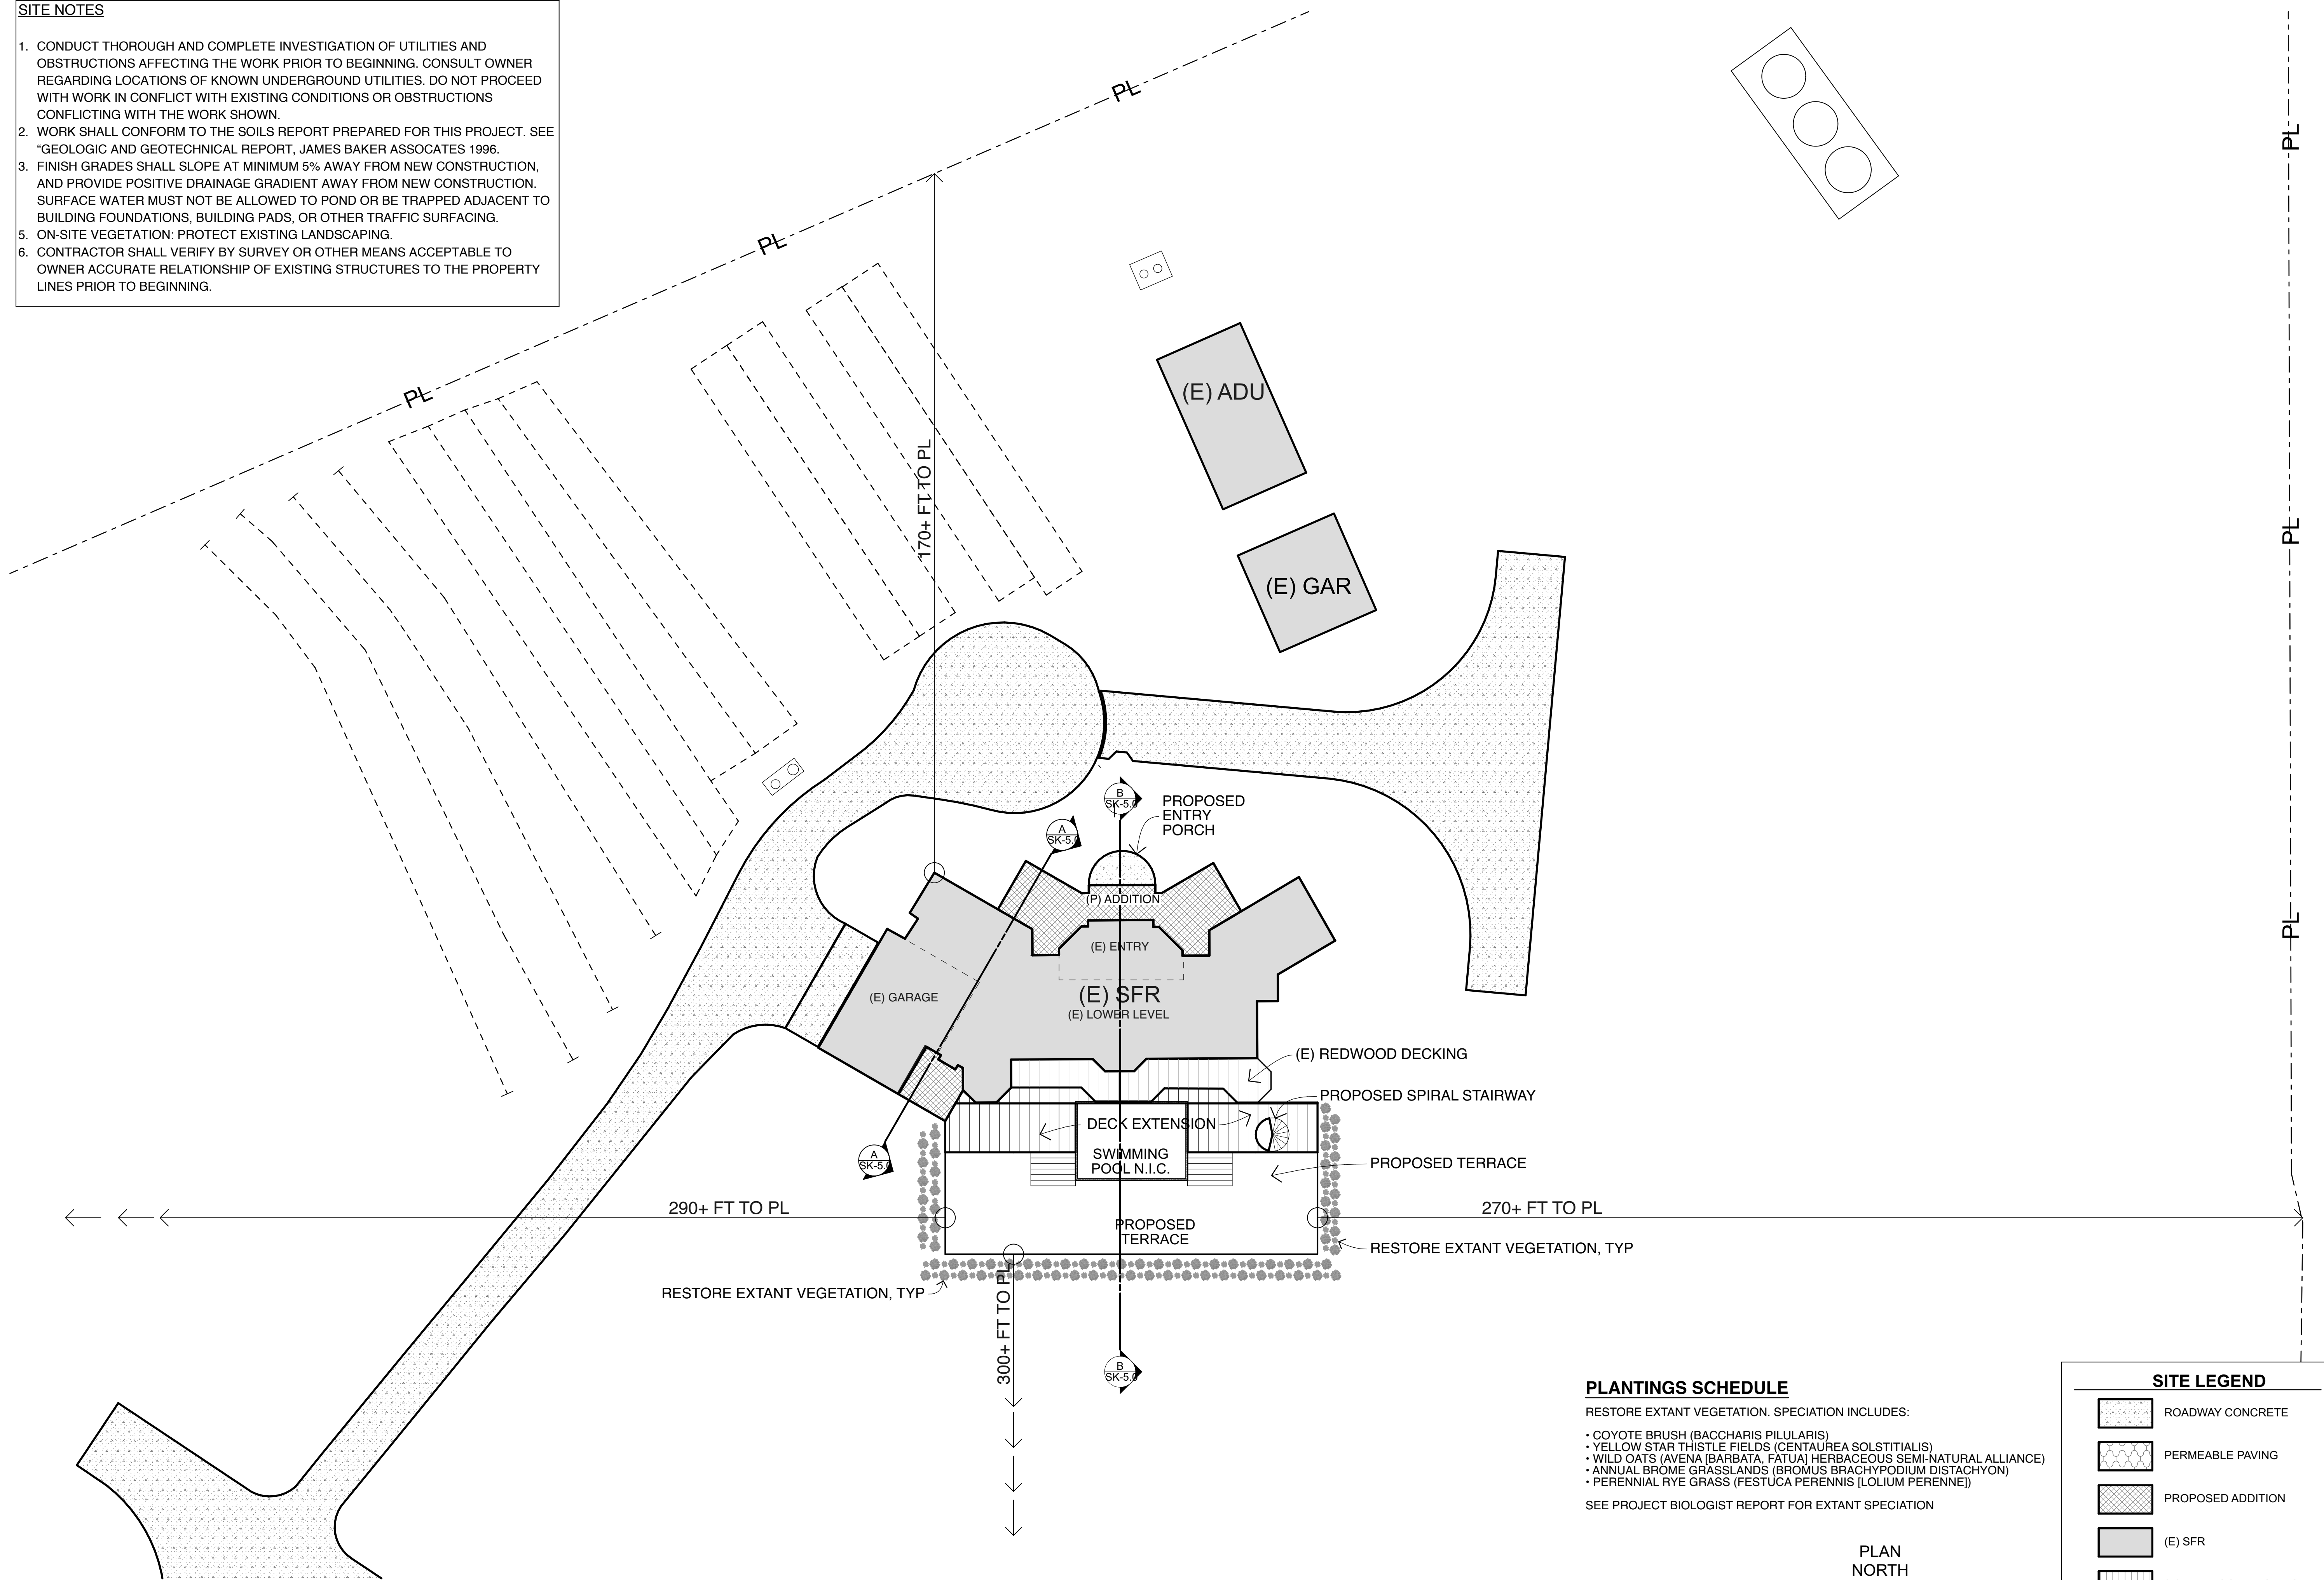 SITE NOTES
1. CONDUCT THOROUGH AND COMPLETE INVESTIGATION OF UTILITIES AND
OBSTRUCTIONS AFFECTING THE WORK PRIOR TO BEGINNING. CONSULT OWNER
REGARDING LOCATIONS OF KNOWN UNDERGROUND UTILITIES. DO NOT PROCEED
WITH WORK IN CONFLICT WITH EXISTING CONDITIONS OR OBSTRUCTIONS
CONFLICTING WITH THE WORK SHOWN.
2. WORK SHALL CONFORM TO THE SOILS REPORT PREPARED FOR THIS PROJECT. SEE
“GEOLOGIC AND GEOTECHNICAL REPORT, JAMES BAKER ASSOCATES 1996.
3. FINISH GRADES SHALL SLOPE AT MINIMUM 5% AWAY FROM NEW CONSTRUCTION,
AND PROVIDE POSITIVE DRAINAGE GRADIENT AWAY FROM NEW CONSTRUCTION.
SURFACE WATER MUST NOT BE ALLOWED TO POND OR BE TRAPPED ADJACENT TO
BUILDING FOUNDATIONS, BUILDING PADS, OR OTHER TRAFFIC SURFACING.
5. ON-SITE VEGETATION: PROTECT EXISTING LANDSCAPING.
6. CONTRACTOR SHALL VERIFY BY SURVEY OR OTHER MEANS ACCEPTABLE TO
OWNER ACCURATE RELATIONSHIP OF EXISTING STRUCTURES TO THE PROPERTY
LINES PRIOR TO BEGINNING.
PL
PL
PL
PL
PL
PL
170+ FT TO PL
(E) ADU
(E) GAR
B
SK-5.0
PROPOSED
ENTRY
PORCH
A
SK-5.0
(P) ADDITION
(E) ENTRY
(E) GARAGE
(E) SFR
(E) LOWER LEVEL
(E) REDWOOD DECKING
PROPOSED SPIRAL STAIRWAY
DECK EXTENSION
SWIMMING
POOL N.I.C.
A
SK-5.0
PROPOSED TERRACE
290+ FT TO PL
270+ FT TO PL
PROPOSED
TERRACE
RESTORE EXTANT VEGETATION, TYP
RESTORE EXTANT VEGETATION, TYP
300+ FT TO PL
B
SK-5.0
PLANTINGS SCHEDULE
RESTORE EXTANT VEGETATION. SPECIATION INCLUDES:
• COYOTE BRUSH (BACCHARIS PILULARIS)
• YELLOW STAR THISTLE FIELDS (CENTAUREA SOLSTITIALIS)
• WILD OATS (AVENA [BARBATA, FATUA] HERBACEOUS SEMI-NATURAL ALLIANCE)
• ANNUAL BROME GRASSLANDS (BROMUS BRACHYPODIUM DISTACHYON)
• PERENNIAL RYE GRASS (FESTUCA PERENNIS [LOLIUM PERENNE])
SEE PROJECT BIOLOGIST REPORT FOR EXTANT SPECIATION
PLAN
NORTH
SITE LEGEND
ROADWAY CONCRETE
PERMEABLE PAVING
PROPOSED ADDITION
(E) SFR